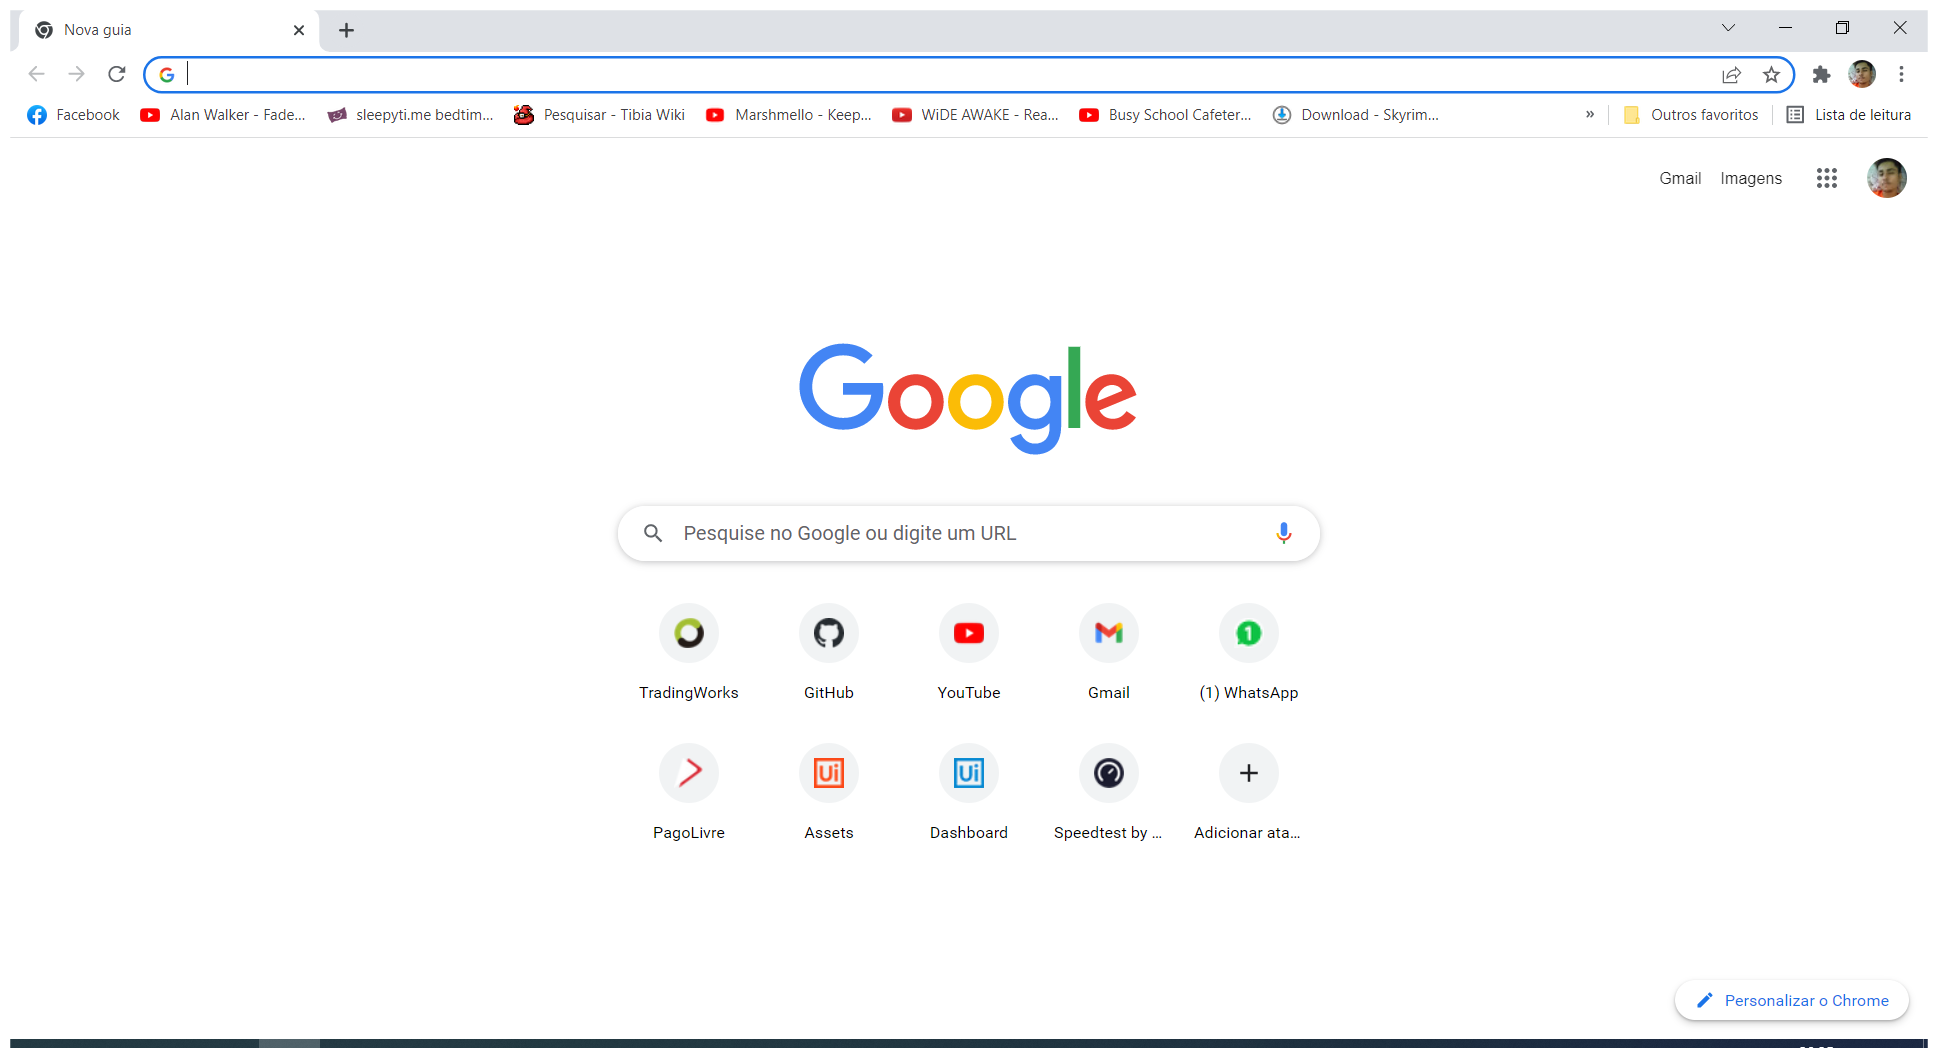 Nova guia
Facebook Alan Walker - Fade... sleepyti.me bedtim... Pesquisar - Tibia Wiki Marshmello - Keep... WiDE AWAKE - Rea... Busy School Cafeter... Download - Skyrim... » Outros favoritos Lista de leitura
Gmail Imagens
Google
Pesquise no Google ou digite um URL
TradingWorks GitHub YouTube Gmail (1) WhatsApp
PagoLivre Assets Dashboard Speedtest by ... Adicionar ata...
Personalizar o Chrome